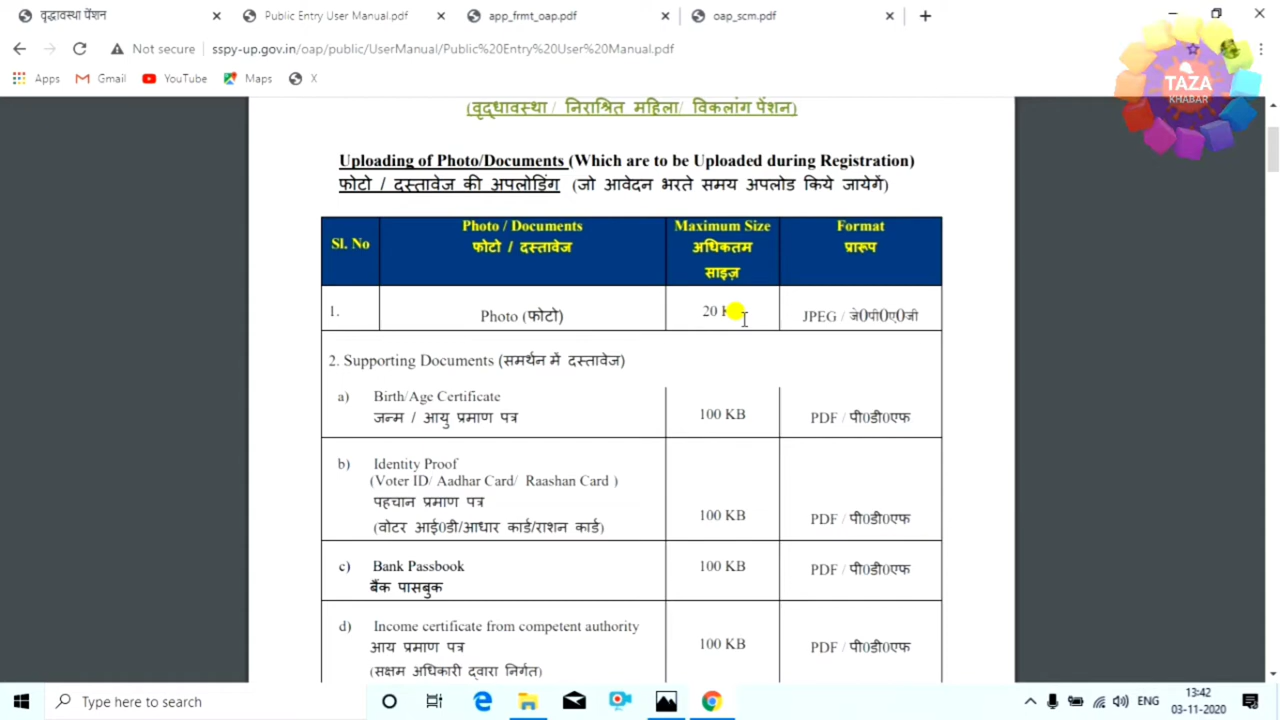 वृद्धावस्था पेंशन
Public Entry User Manual.pdf
app_frmt_oap.pdf
oap_scm.pdf
Not secure
sspy-up.gov.in/oap/public/UserManual/Public%20Entry%20User%20Manual.pdf
Apps
Gmail
YouTube
Maps
X
TAZA
KHABAR
(वृद्धावस्था / निराश्रित महिला/ विकलांग पेंशन)
Uploading of Photo/Documents (Which are to be Uploaded during Registration)
फोटो / दस्तावेज की अपलोडिंग (जो आवेदन भरते समय अपलोड किये जायेगें)
Sl. No
Photo / Documents
फोटो / दस्तावेज
Maximum Size
अधिकतम
साइज़
Format
प्रारूप
1.
Photo (फोटो)
20
JPEG / जे0पी0ए0जी
2. Supporting Documents (समर्थन में दस्तावेज)
a) Birth/Age Certificate
जन्म / आयु प्रमाण पत्र
100 KB
PDF / पी0डी0एफ
b) Identity Proof
(Voter ID/ Aadhar Card/ Raashan Card )
पहचान प्रमाण पत्र
(वोटर आई0डी/आधार कार्ड/राशन कार्ड)
100 KB
PDF / पी0डी0एफ
c) Bank Passbook
बैंक पासबुक
100 KB
PDF / पी0डी0एफ
d) Income certificate from competent authority
आय प्रमाण पत्र
(सक्षम अधिकारी द्वारा निर्गत)
100 KB
PDF / पी0डी0एफ
Type here to search
ENG
13:42
03-11-2020